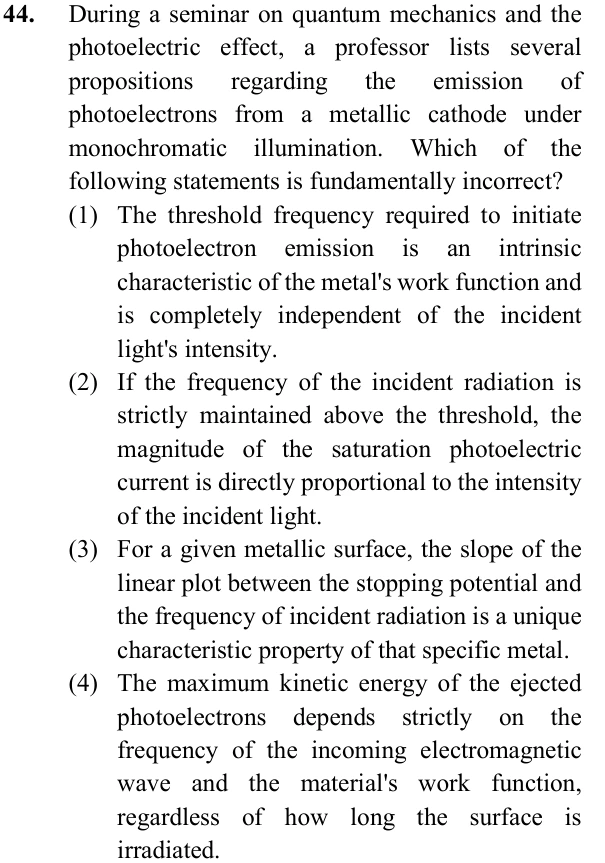 44. During a seminar on quantum mechanics and the
photoelectric effect, a professor lists several
propositions regarding the emission of
photoelectrons from a metallic cathode under
monochromatic illumination. Which of the
following statements is fundamentally incorrect?
(1) The threshold frequency required to initiate
photoelectron emission is an intrinsic
characteristic of the metal's work function and
is completely independent of the incident
light's intensity.
(2) If the frequency of the incident radiation is
strictly maintained above the threshold, the
magnitude of the saturation photoelectric
current is directly proportional to the intensity
of the incident light.
(3) For a given metallic surface, the slope of the
linear plot between the stopping potential and
the frequency of incident radiation is a unique
characteristic property of that specific metal.
(4) The maximum kinetic energy of the ejected
photoelectrons depends strictly on the
frequency of the incoming electromagnetic
wave and the material's work function,
regardless of how long the surface is
irradiated.